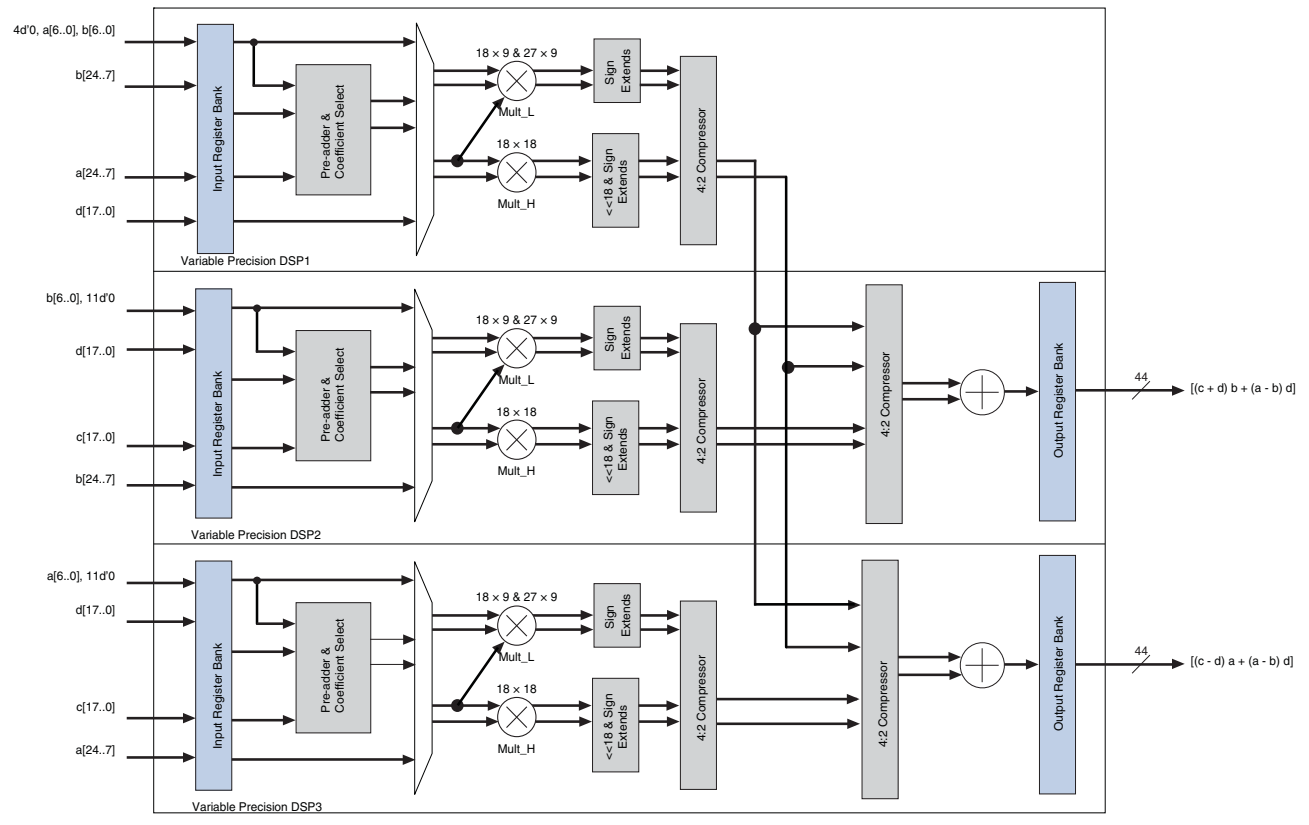 4d'0, a[6..0], b[6..0]
b[24..7]
a[24..7]
d[17..0]
Input Register Bank
Pre-adder &
Coefficient Select
18 × 9 & 27 × 9
Mult_L
18 × 18
Mult_H
Sign
Extends
<<18 & Sign
Extends
4:2 Compressor
Variable Precision DSP1
b[6..0], 11d'0
d[17..0]
c[17..0]
b[24..7]
Input Register Bank
Pre-adder &
Coefficient Select
18 × 9 & 27 × 9
Mult_L
18 × 18
Mult_H
Sign
Extends
<<18 & Sign
Extends
4:2 Compressor
4:2 Compressor
Output Register Bank
44
[(c + d) b + (a - b) d]
Variable Precision DSP2
a[6..0], 11d'0
d[17..0]
c[17..0]
a[24..7]
Input Register Bank
Pre-adder &
Coefficient Select
18 × 9 & 27 × 9
Mult_L
18 × 18
Mult_H
Sign
Extends
<<18 & Sign
Extends
4:2 Compressor
4:2 Compressor
Output Register Bank
44
[(c - d) a + (a - b) d]
Variable Precision DSP3